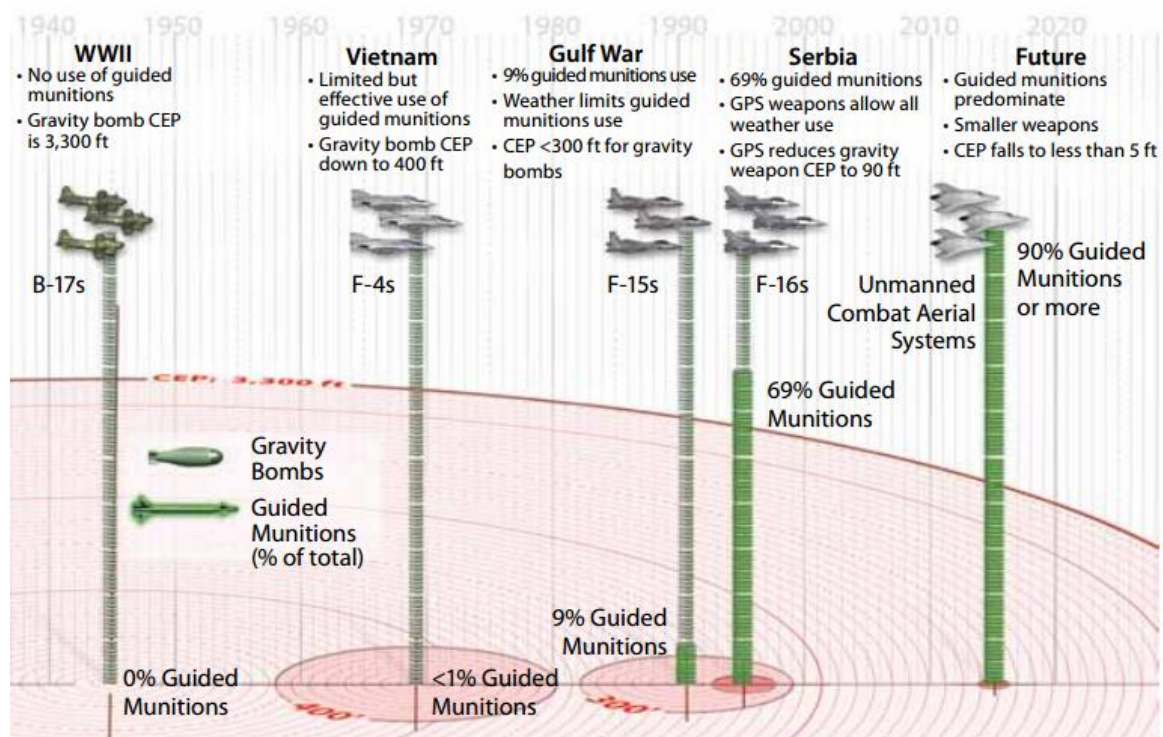 1940 1950 1960 1970 1980 1990 2000 2010 2020
WWII
• No use of guided
munitions
• Gravity bomb CEP
is 3,300 ft
Vietnam
• Limited but
effective use of
guided munitions
• Gravity bomb CEP
down to 400 ft
Gulf War
• 9% guided munitions use
• Weather limits guided
munitions use
• CEP <300 ft for gravity
bombs
Serbia
• 69% guided munitions
• GPS weapons allow all
weather use
• GPS reduces gravity
weapon CEP to 90 ft
Future
• Guided munitions
predominate
• Smaller weapons
• CEP falls to less than 5 ft
B-17s
F-4s
F-15s
F-16s
Unmanned
Combat Aerial
Systems
90% Guided
Munitions
or more
CEP: 3,300 ft
69% Guided
Munitions
Gravity
Bombs
Guided
Munitions
(% of total)
9% Guided
Munitions
0% Guided
Munitions
<1% Guided
Munitions
400'
300'